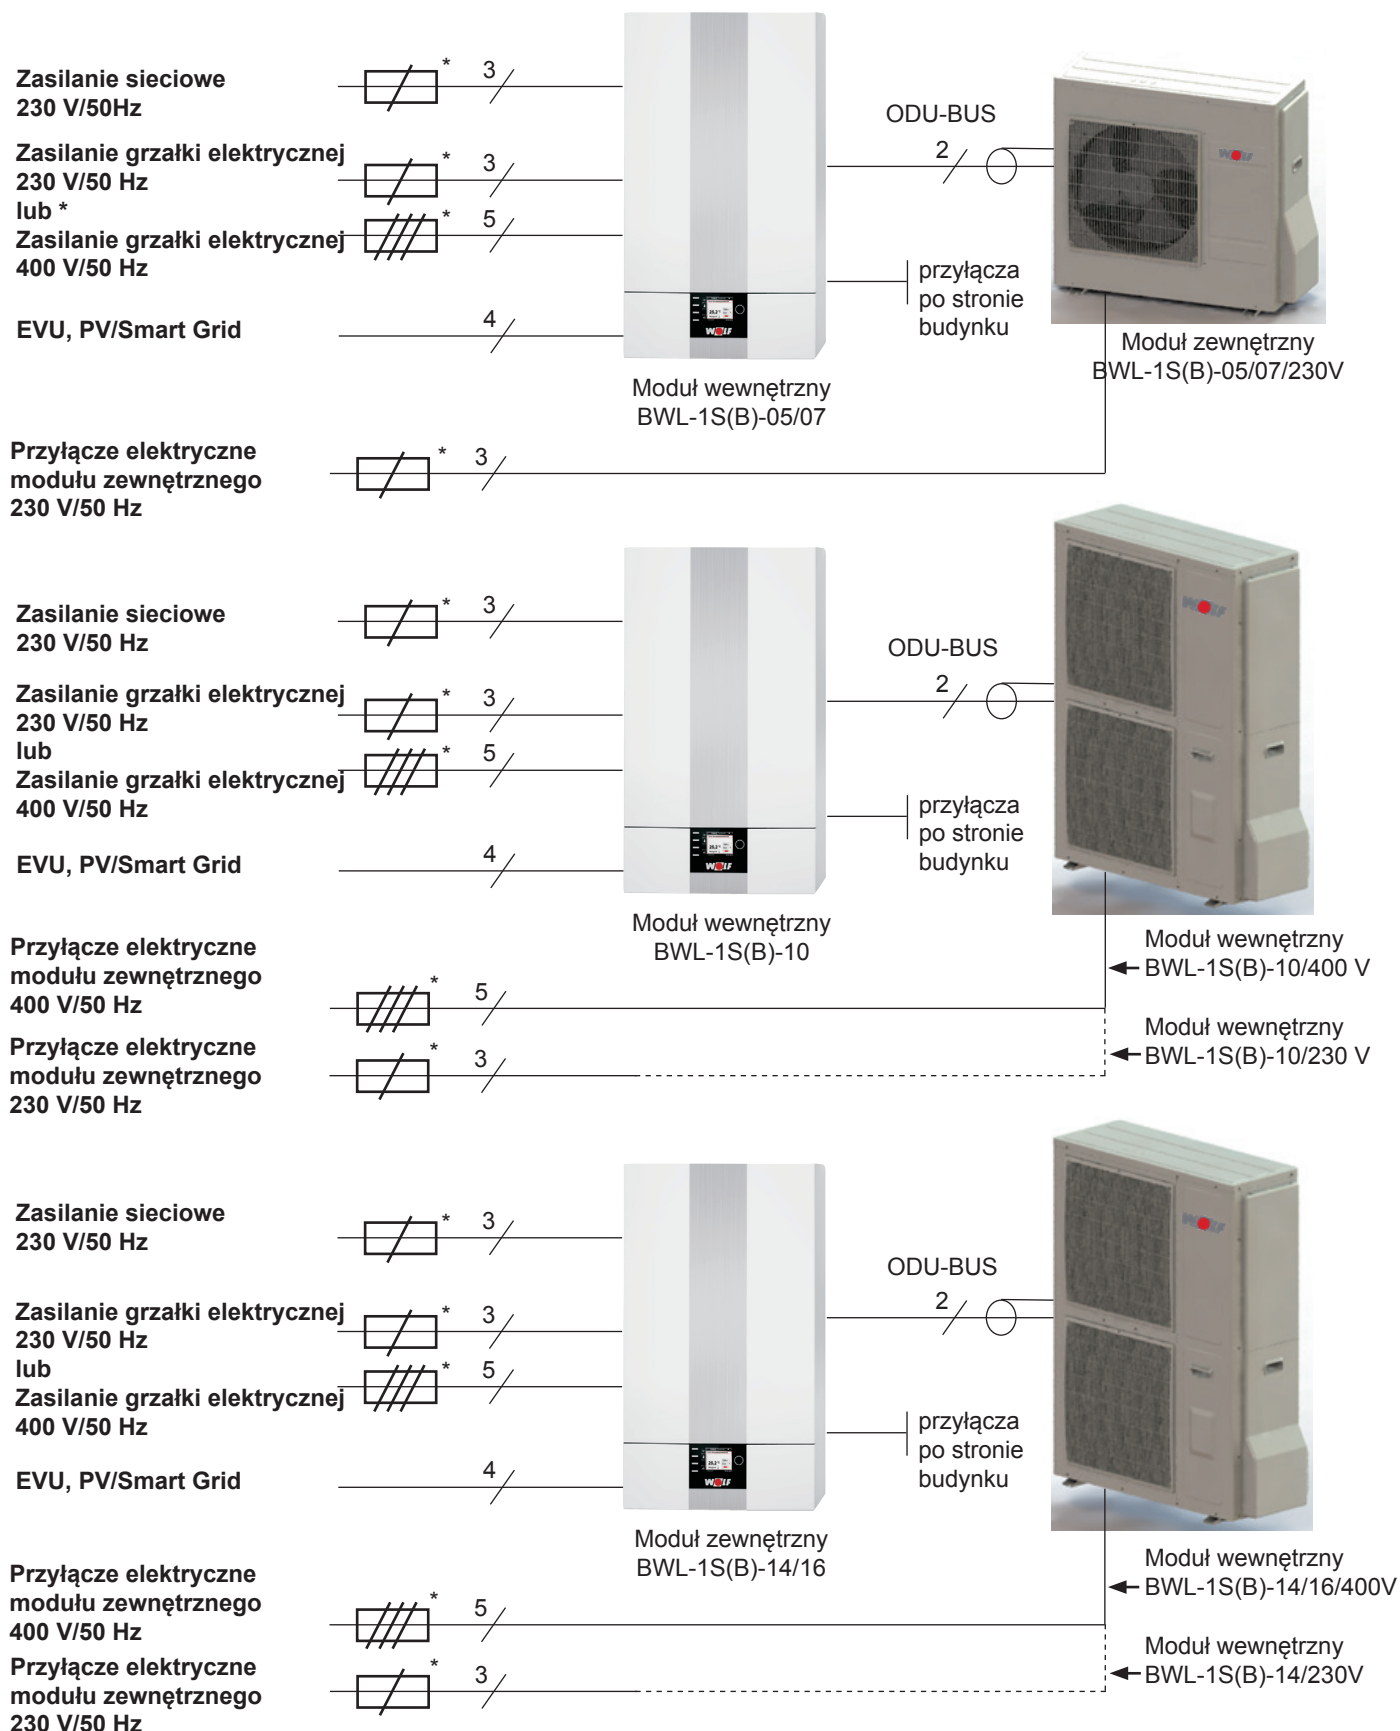 Zasilanie sieciowe
230 V/50Hz
* 3
Zasilanie grzałki elektrycznej
230 V/50 Hz
lub *
Zasilanie grzałki elektrycznej
400 V/50 Hz
* 3
* 5
EVU, PV/Smart Grid
4
WOLF
Moduł wewnętrzny
BWL-1S(B)-05/07
ODU-BUS
2
przyłącza
po stronie
budynku
WOLF
Moduł zewnętrzny
BWL-1S(B)-05/07/230V
Przyłącze elektryczne
modułu zewnętrznego
230 V/50 Hz
* 3
Zasilanie sieciowe
230 V/50 Hz
* 3
Zasilanie grzałki elektrycznej
230 V/50 Hz
lub
Zasilanie grzałki elektrycznej
400 V/50 Hz
* 3
* 5
EVU, PV/Smart Grid
4
WOLF
Moduł wewnętrzny
BWL-1S(B)-10
ODU-BUS
2
przyłącza
po stronie
budynku
WOLF
Przyłącze elektryczne
modułu zewnętrznego
400 V/50 Hz
* 5
Moduł wewnętrzny
BWL-1S(B)-10/400 V
Przyłącze elektryczne
modułu zewnętrznego
230 V/50 Hz
* 3
Moduł wewnętrzny
BWL-1S(B)-10/230 V
Zasilanie sieciowe
230 V/50 Hz
* 3
Zasilanie grzałki elektrycznej
230 V/50 Hz
lub
Zasilanie grzałki elektrycznej
400 V/50 Hz
* 3
* 5
EVU, PV/Smart Grid
4
WOLF
Moduł zewnętrzny
BWL-1S(B)-14/16
ODU-BUS
2
przyłącza
po stronie
budynku
WOLF
Przyłącze elektryczne
modułu zewnętrznego
400 V/50 Hz
* 5
Moduł wewnętrzny
BWL-1S(B)-14/16/400V
Przyłącze elektryczne
modułu zewnętrznego
230 V/50 Hz
* 3
Moduł wewnętrzny
BWL-1S(B)-14/230V